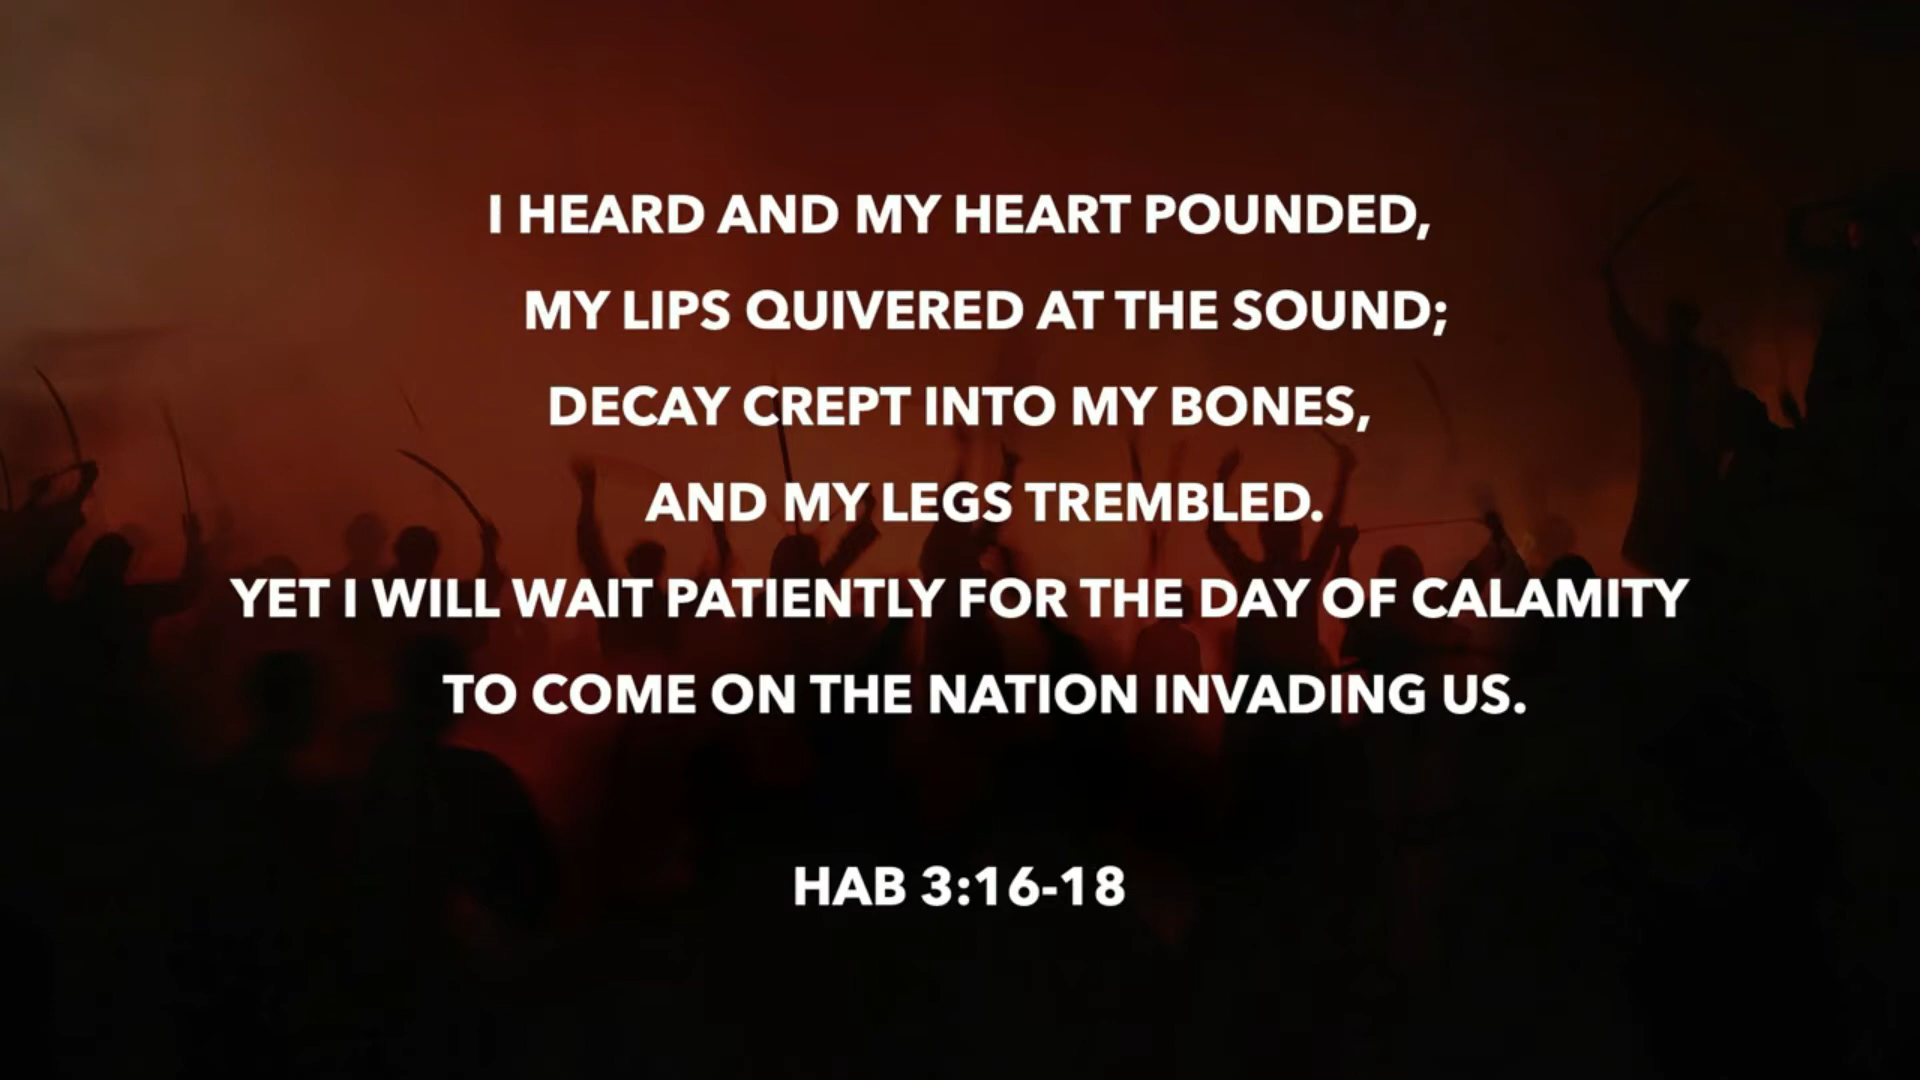 I HEARD AND MY HEART POUNDED,
MY LIPS QUIVERED AT THE SOUND;
DECAY CREPT INTO MY BONES,
AND MY LEGS TREMBLED.
YET I WILL WAIT PATIENTLY FOR THE DAY OF CALAMITY
TO COME ON THE NATION INVADING US.
HAB 3:16-18